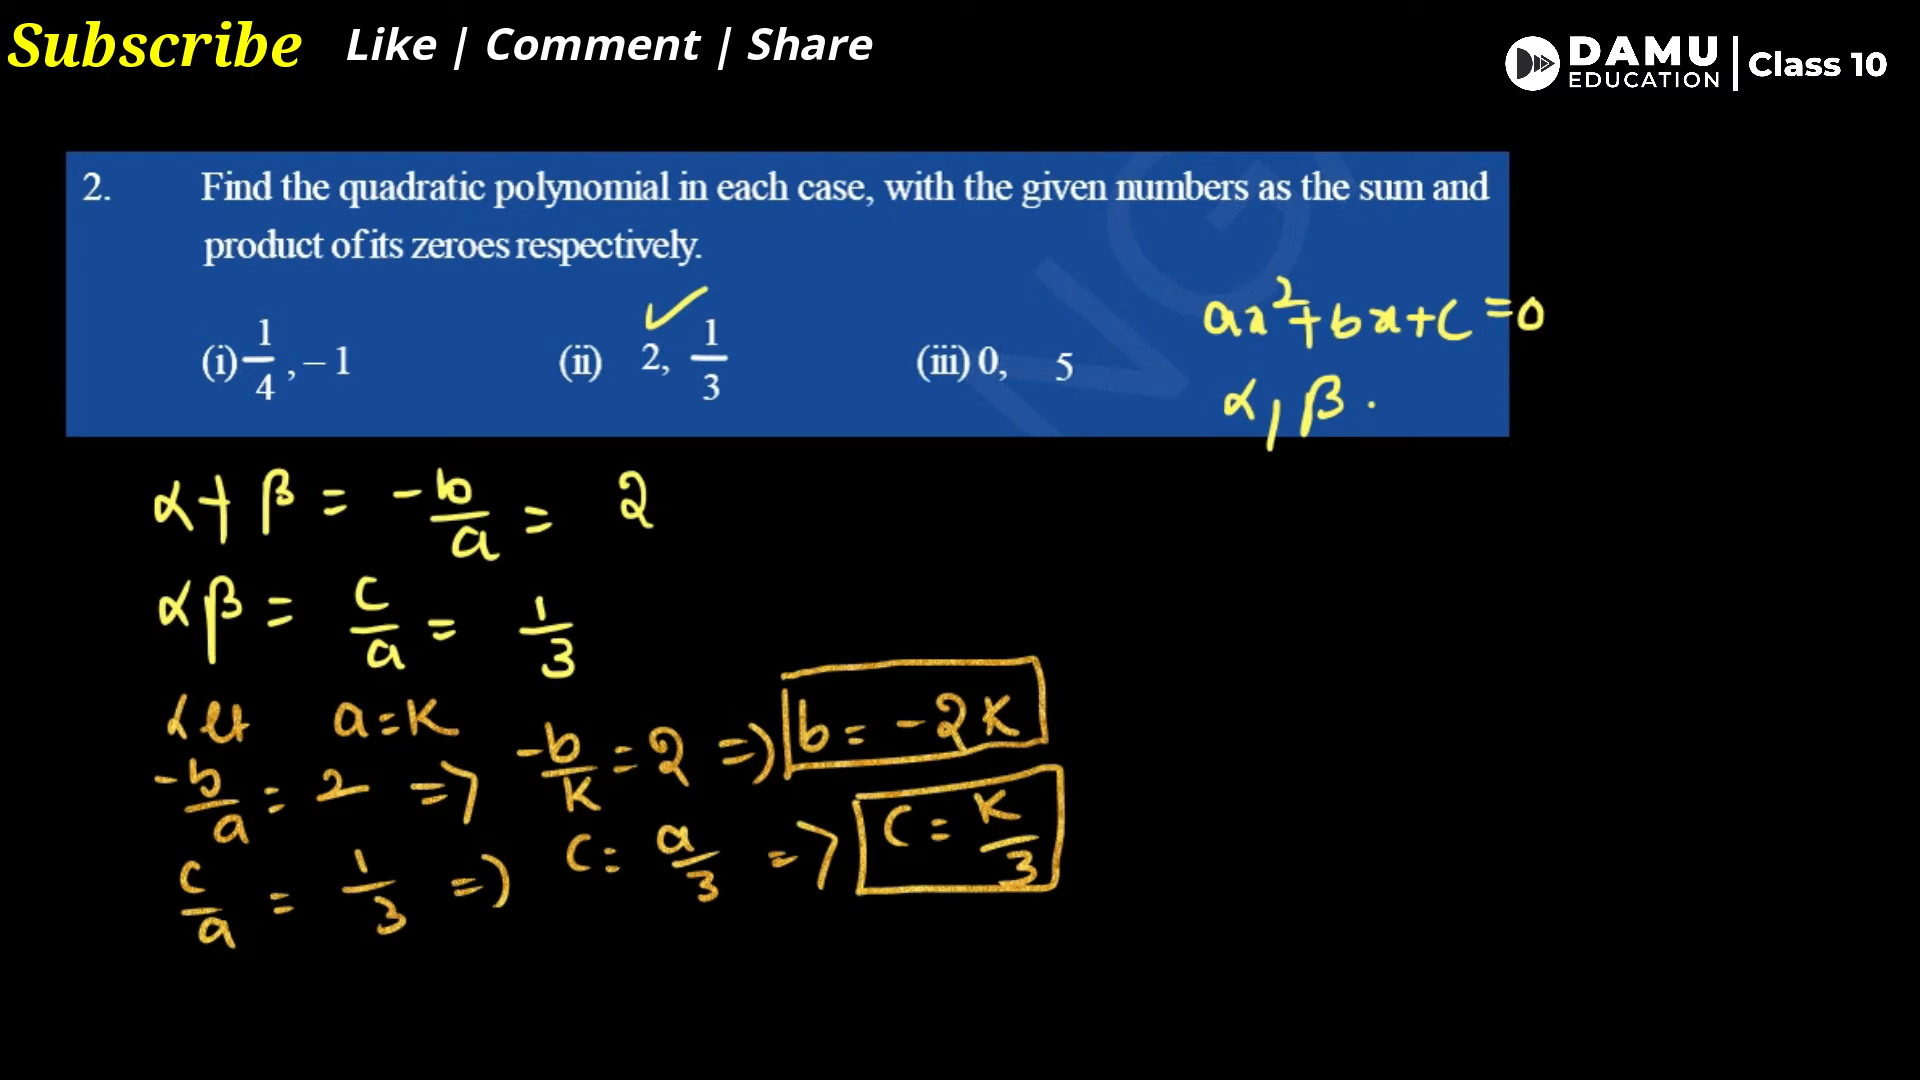 Subscribe Like | Comment | Share
DAMU EDUCATION | Class 10
2. Find the quadratic polynomial in each case, with the given numbers as the sum and
product of its zeroes respectively.
(i) 1/4, – 1 (ii) 2, 1/3 (iii) 0, 5
ax²+bx+c=0
α, β.
α+β = -b/a = 2
αβ = c/a = 1/3
Let a=K
-b/a = 2 => -b/K = 2 => b = -2K
c/a = 1/3 => c = a/3 => c = K/3